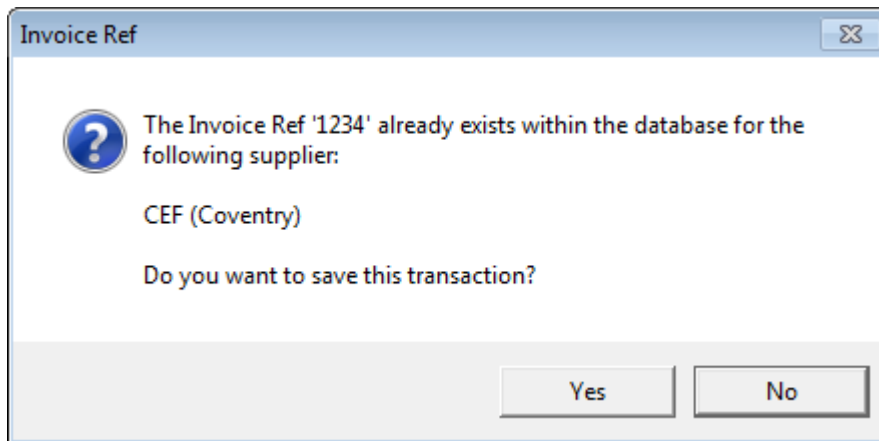 Invoice Ref
The Invoice Ref '1234' already exists within the database for the
following supplier:
CEF (Coventry)
Do you want to save this transaction?
Yes
No